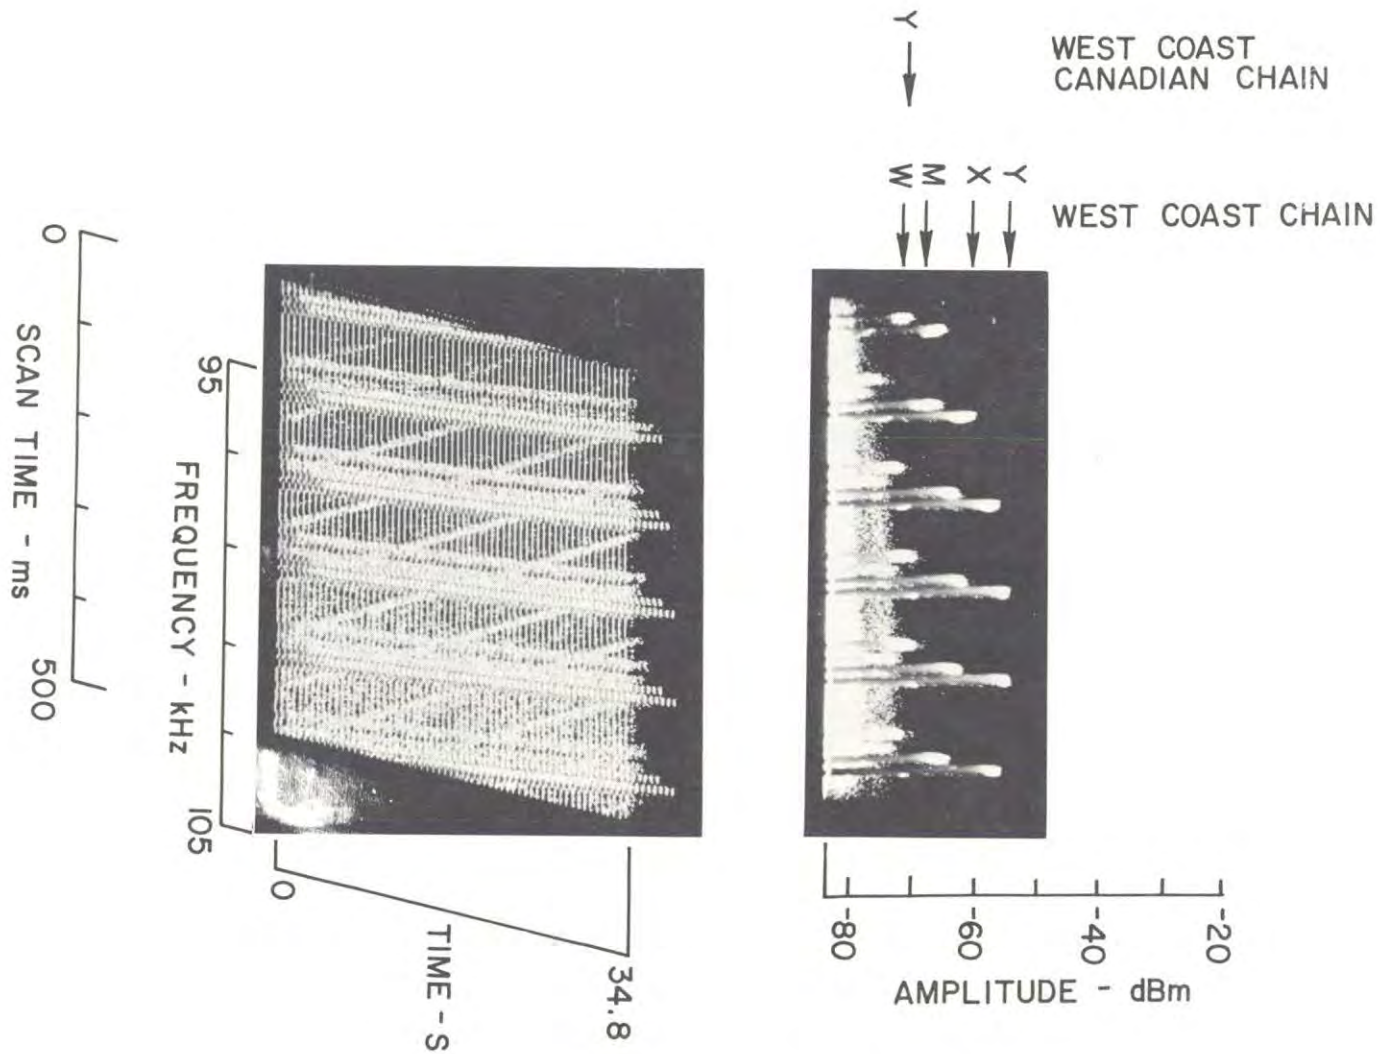 Y
WEST COAST
CANADIAN CHAIN
W M X Y
WEST COAST CHAIN
0
SCAN TIME - ms
500
95
FREQUENCY - kHz
105
0
TIME - S
34.8
-80
-60
-40
-20
AMPLITUDE - dBm